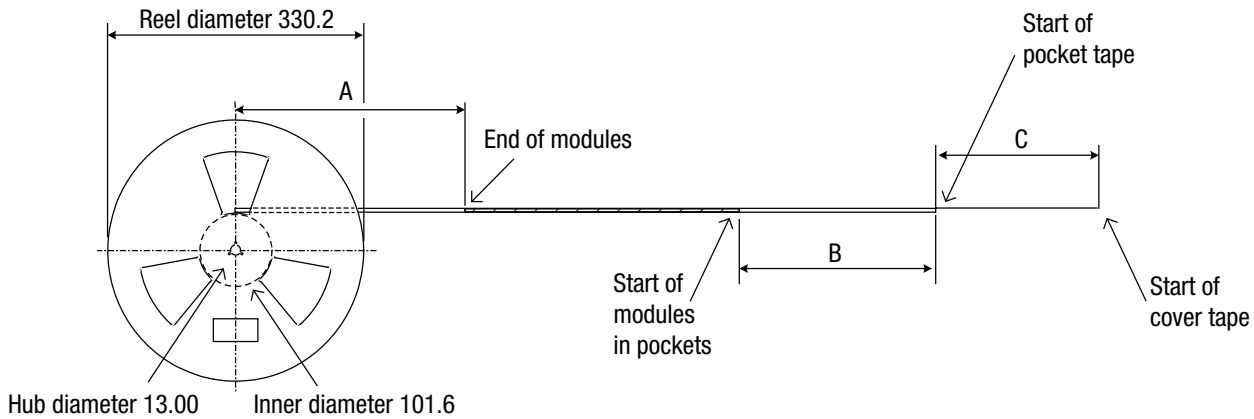 Reel diameter 330.2
A
End of modules
Start of
pocket tape
C
B
Start of
modules
in pockets
Start of
cover tape
Hub diameter 13.00
Inner diameter 101.6